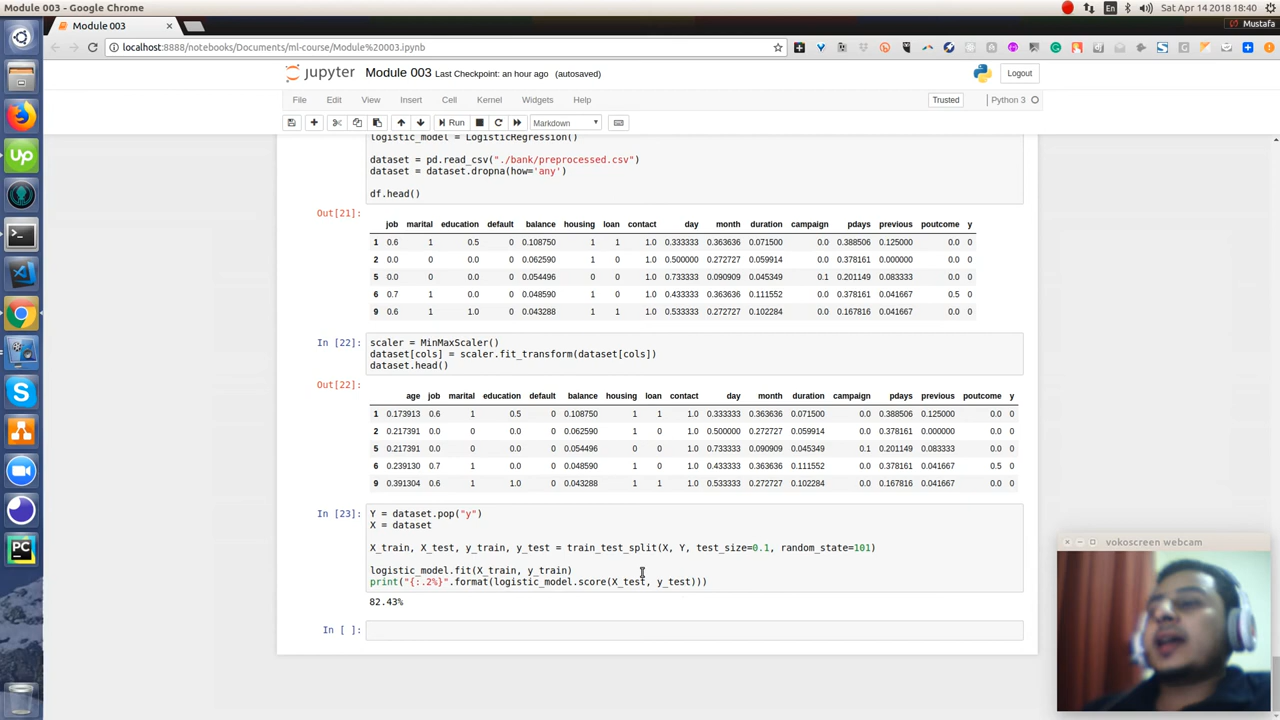 Module 003 - Google Chrome
En
Sat Apr 14 2018 18:40
Module 003
Mustafa
localhost:8888/notebooks/Documents/ml-course/Module%20003.ipynb
jupyter Module 003 Last Checkpoint: an hour ago (autosaved)
Logout
File Edit View Insert Cell Kernel Widgets Help
Trusted Python 3
Run Markdown
logistic_model = LogisticRegression()
dataset = pd.read_csv("./bank/preprocessed.csv")
dataset = dataset.dropna(how='any')
df.head()
Out[21]:
job marital education default balance housing loan contact day month duration campaign pdays previous poutcome y
1 0.6 1 0.5 0 0.108750 1 1 1.0 0.333333 0.363636 0.071500 0.0 0.388506 0.125000 0.0 0
2 0.0 0 0.0 0 0.062590 1 0 1.0 0.500000 0.272727 0.059914 0.0 0.378161 0.000000 0.0 0
5 0.0 0 0.0 0 0.054496 0 0 1.0 0.733333 0.090909 0.045349 0.1 0.201149 0.083333 0.0 0
6 0.7 1 0.0 0 0.048590 1 0 1.0 0.433333 0.363636 0.111552 0.0 0.378161 0.041667 0.5 0
9 0.6 1 1.0 0 0.043288 1 1 1.0 0.533333 0.272727 0.102284 0.0 0.167816 0.041667 0.0 0
In [22]: scaler = MinMaxScaler()
dataset[cols] = scaler.fit_transform(dataset[cols])
dataset.head()
Out[22]:
age job marital education default balance housing loan contact day month duration campaign pdays previous poutcome y
1 0.173913 0.6 1 0.5 0 0.108750 1 1 1.0 0.333333 0.363636 0.071500 0.0 0.388506 0.125000 0.0 0
2 0.217391 0.0 0 0.0 0 0.062590 1 0 1.0 0.500000 0.272727 0.059914 0.0 0.378161 0.000000 0.0 0
5 0.217391 0.0 0 0.0 0 0.054496 0 0 1.0 0.733333 0.090909 0.045349 0.1 0.201149 0.083333 0.0 0
6 0.239130 0.7 1 0.0 0 0.048590 1 0 1.0 0.433333 0.363636 0.111552 0.0 0.378161 0.041667 0.5 0
9 0.391304 0.6 1 1.0 0 0.043288 1 1 1.0 0.533333 0.272727 0.102284 0.0 0.167816 0.041667 0.0 0
In [23]: Y = dataset.pop("y")
X = dataset
X_train, X_test, y_train, y_test = train_test_split(X, Y, test_size=0.1, random_state=101)
logistic_model.fit(X_train, y_train)
print("{:.2%}".format(logistic_model.score(X_test, y_test)))
82.43%
In [ ]:
vokoscreen webcam
Up
PC